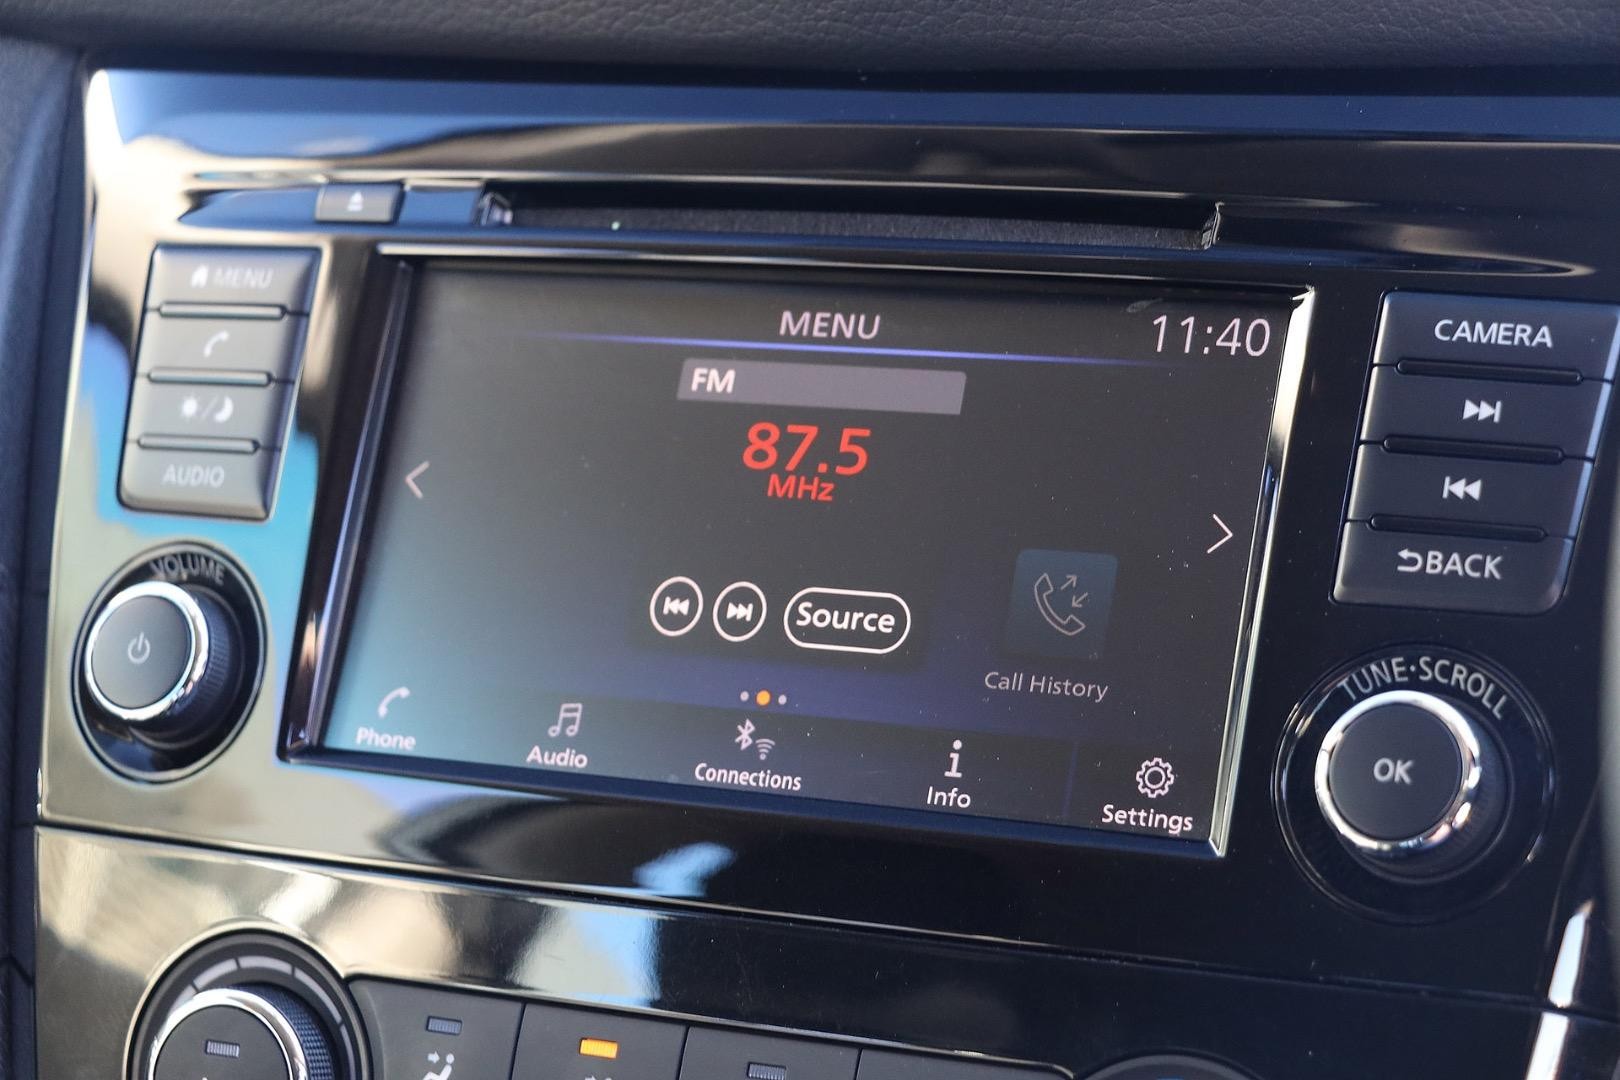 MENU
AUDIO
VOLUME
MENU
11:40
FM
87.5
MHz
Source
Call History
Phone
Audio
Connections
Info
Settings
CAMERA
BACK
TUNE·SCROLL
OK